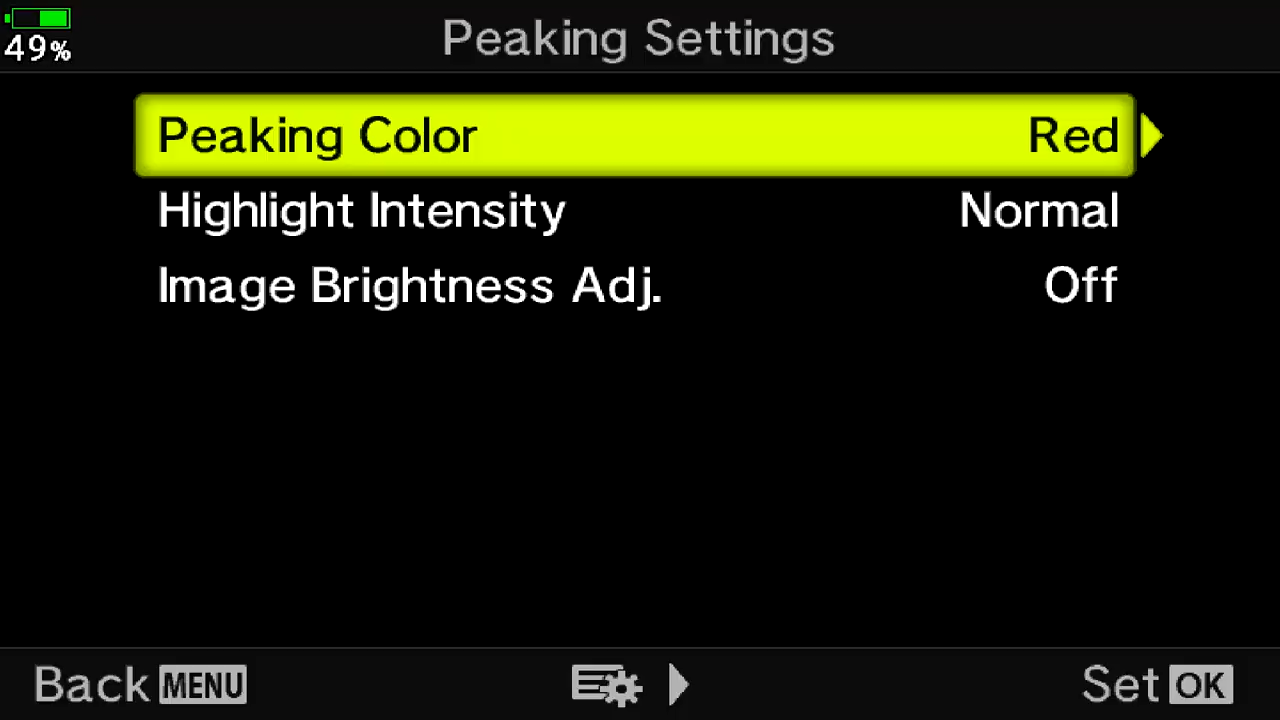 49%
Peaking Settings
Peaking Color Red
Highlight Intensity Normal
Image Brightness Adj. Off
Back MENU Set OK